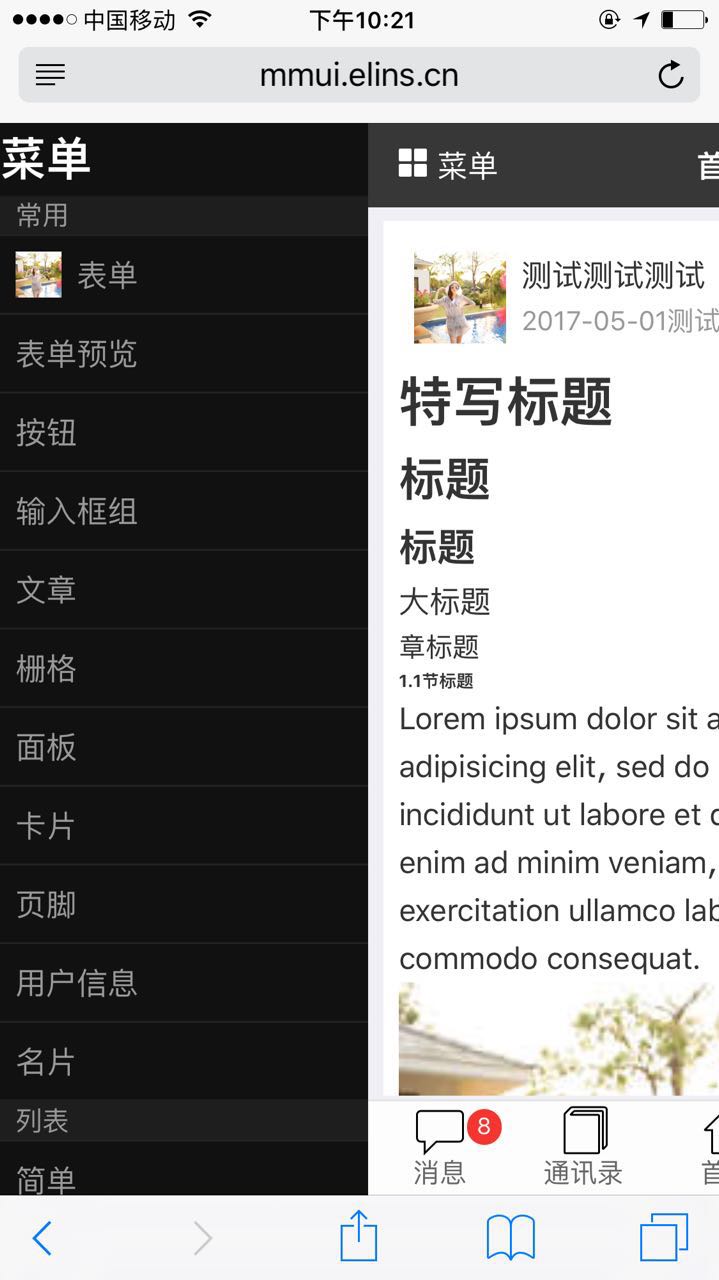 中国移动 下午10:21
mmui.elins.cn
菜单
常用
表单
表单预览
按钮
输入框组
文章
栅格
面板
卡片
页脚
用户信息
名片
列表
简单
菜单 首
测试测试测试
2017-05-01测试
特写标题
标题
标题
大标题
章标题
1.1节标题
Lorem ipsum dolor sit a
adipisicing elit, sed do
incididunt ut labore et
enim ad minim veniam,
exercitation ullamco lab
commodo consequat.
8
消息 通讯录 首